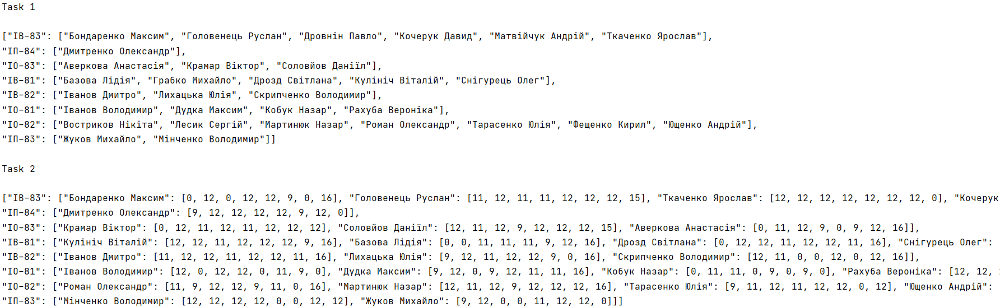 Task 1
["ІВ-83": ["Бондаренко Максим", "Головенець Руслан", "Дровнін Павло", "Кочерук Давид", "Матвійчук Андрій", "Ткаченко Ярослав"],
"ІП-84": ["Дмитренко Олександр"],
"ІО-83": ["Аверкова Анастасія", "Крамар Віктор", "Соловйов Даніїл"],
"ІВ-81": ["Базова Лідія", "Грабко Михайло", "Дрозд Світлана", "Кулініч Віталій", "Снігурець Олег"],
"ІВ-82": ["Іванов Дмитро", "Лихацька Юлія", "Скрипченко Володимир"],
"ІО-81": ["Іванов Володимир", "Дудка Максим", "Кобук Назар", "Рахуба Вероніка"],
"ІО-82": ["Востриков Нікіта", "Лесик Сергій", "Мартинюк Назар", "Роман Олександр", "Тарасенко Юлія", "Фещенко Кирил", "Ющенко Андрій"],
"ІП-83": ["Жуков Михайло", "Мінченко Володимир"]]
Task 2
["ІВ-83": ["Бондаренко Максим": [0, 12, 0, 12, 12, 9, 0, 16], "Головенець Руслан": [11, 12, 11, 11, 12, 12, 12, 15], "Ткаченко Ярослав": [12, 12, 12, 12, 12, 12, 12, 0], "Кочерук
"ІП-84": ["Дмитренко Олександр": [9, 12, 12, 12, 12, 9, 12, 0]],
"ІО-83": ["Крамар Віктор": [0, 12, 11, 12, 11, 12, 12, 12], "Соловйов Даніїл": [12, 11, 12, 9, 12, 12, 12, 15], "Аверкова Анастасія": [0, 11, 12, 9, 0, 9, 12, 16]],
"ІВ-81": ["Кулініч Віталій": [12, 12, 11, 12, 12, 12, 9, 16], "Базова Лідія": [0, 0, 11, 11, 11, 9, 12, 16], "Дрозд Світлана": [0, 12, 12, 11, 12, 12, 11, 16], "Снігурець Олег":
"ІВ-82": ["Іванов Дмитро": [11, 12, 12, 11, 12, 12, 11, 16], "Лихацька Юлія": [9, 12, 11, 12, 12, 9, 0, 16], "Скрипченко Володимир": [12, 11, 0, 0, 12, 0, 12, 16]],
"ІО-81": ["Іванов Володимир": [12, 0, 12, 12, 0, 11, 9, 0], "Дудка Максим": [9, 12, 0, 9, 12, 11, 11, 16], "Кобук Назар": [0, 11, 11, 0, 9, 0, 9, 0], "Рахуба Вероніка": [12, 12,
"ІО-82": ["Роман Олександр": [11, 9, 12, 12, 9, 11, 0, 16], "Мартинюк Назар": [12, 11, 12, 9, 12, 12, 12, 16], "Тарасенко Юлія": [9, 11, 12, 11, 12, 12, 0, 12], "Ющенко Андрій":
"ІП-83": ["Мінченко Володимир": [12, 12, 12, 12, 0, 0, 12, 12], "Жуков Михайло": [9, 12, 0, 0, 11, 12, 12, 0]]]